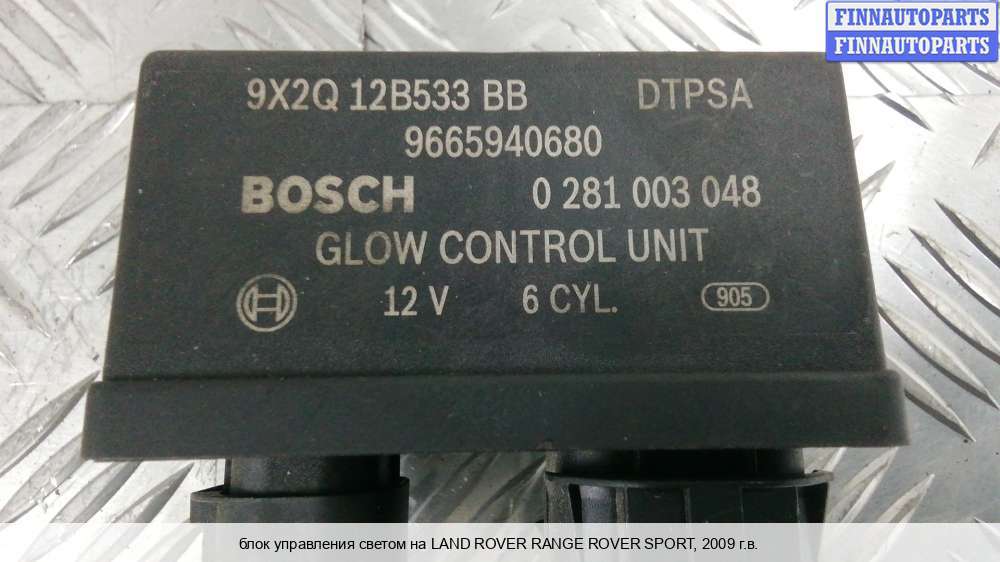 FINNAUTOPARTS
FINNAUTOPARTS
9X2Q 12B533 BB DTPSA
9665940680
BOSCH 0 281 003 048
GLOW CONTROL UNIT
12 V 6 CYL. 905
блок управления светом на LAND ROVER RANGE ROVER SPORT, 2009 г.в.